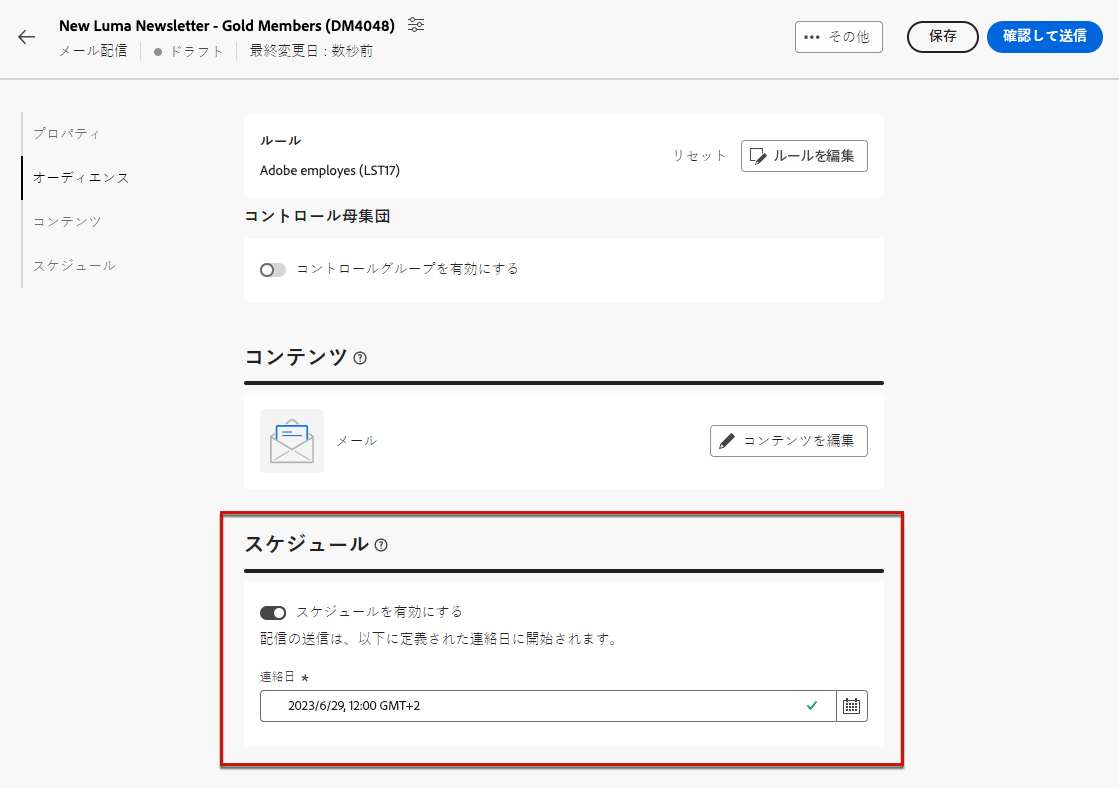 New Luma Newsletter - Gold Members (DM4048)
メール配信 ドラフト 最終変更日 : 数秒前
その他
保存
確認して送信
プロパティ
オーディエンス
コンテンツ
スケジュール
ルール
Adobe employes (LST17)
リセット
ルールを編集
コントロール母集団
コントロールグループを有効にする
コンテンツ
メール
コンテンツを編集
スケジュール
スケジュールを有効にする
配信の送信は、以下に定義された連絡日に開始されます。
連絡日 *
2023/6/29, 12:00 GMT+2